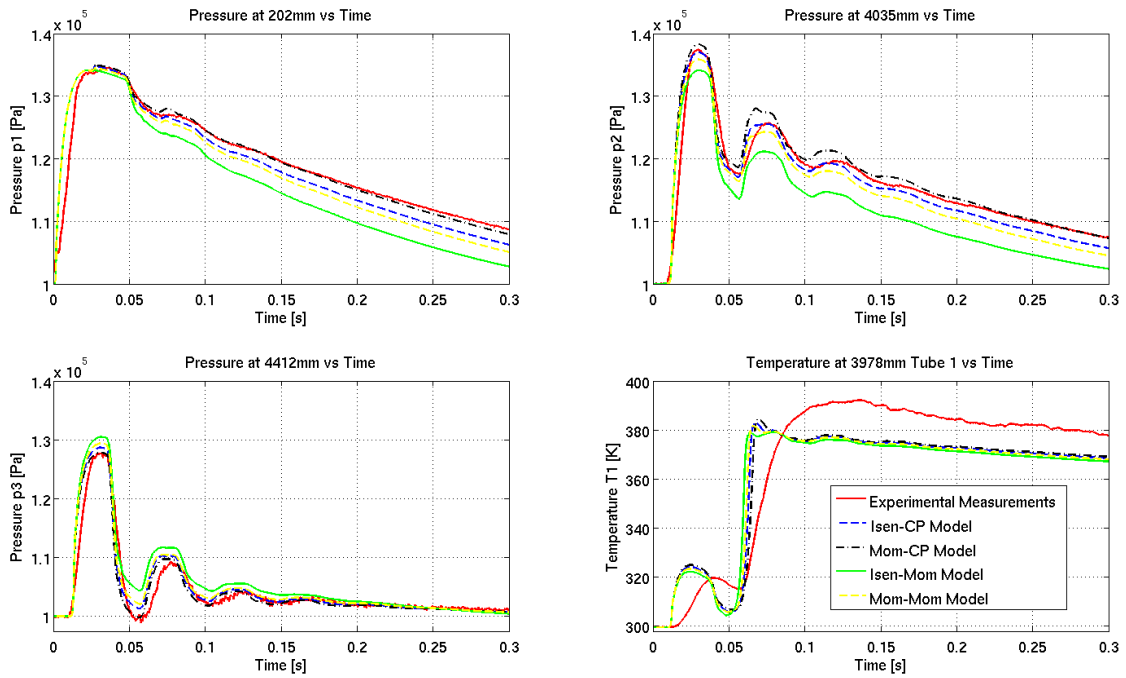 Pressure at 202mm vs Time
x 10^5
1.4
1.3
1.2
1.1
1
Pressure p1 [Pa]
0 0.05 0.1 0.15 0.2 0.25 0.3
Time [s]
Pressure at 4035mm vs Time
x 10^5
1.4
1.3
1.2
1.1
1
Pressure p2 [Pa]
0 0.05 0.1 0.15 0.2 0.25 0.3
Time [s]
Pressure at 4412mm vs Time
x 10^5
1.4
1.3
1.2
1.1
1
Pressure p3 [Pa]
0 0.05 0.1 0.15 0.2 0.25 0.3
Time [s]
Temperature at 3978mm Tube 1 vs Time
400
380
360
340
320
300
Temperature T1 [K]
Experimental Measurements
Isen-CP Model
Mom-CP Model
Isen-Mom Model
Mom-Mom Model
0 0.05 0.1 0.15 0.2 0.25 0.3
Time [s]